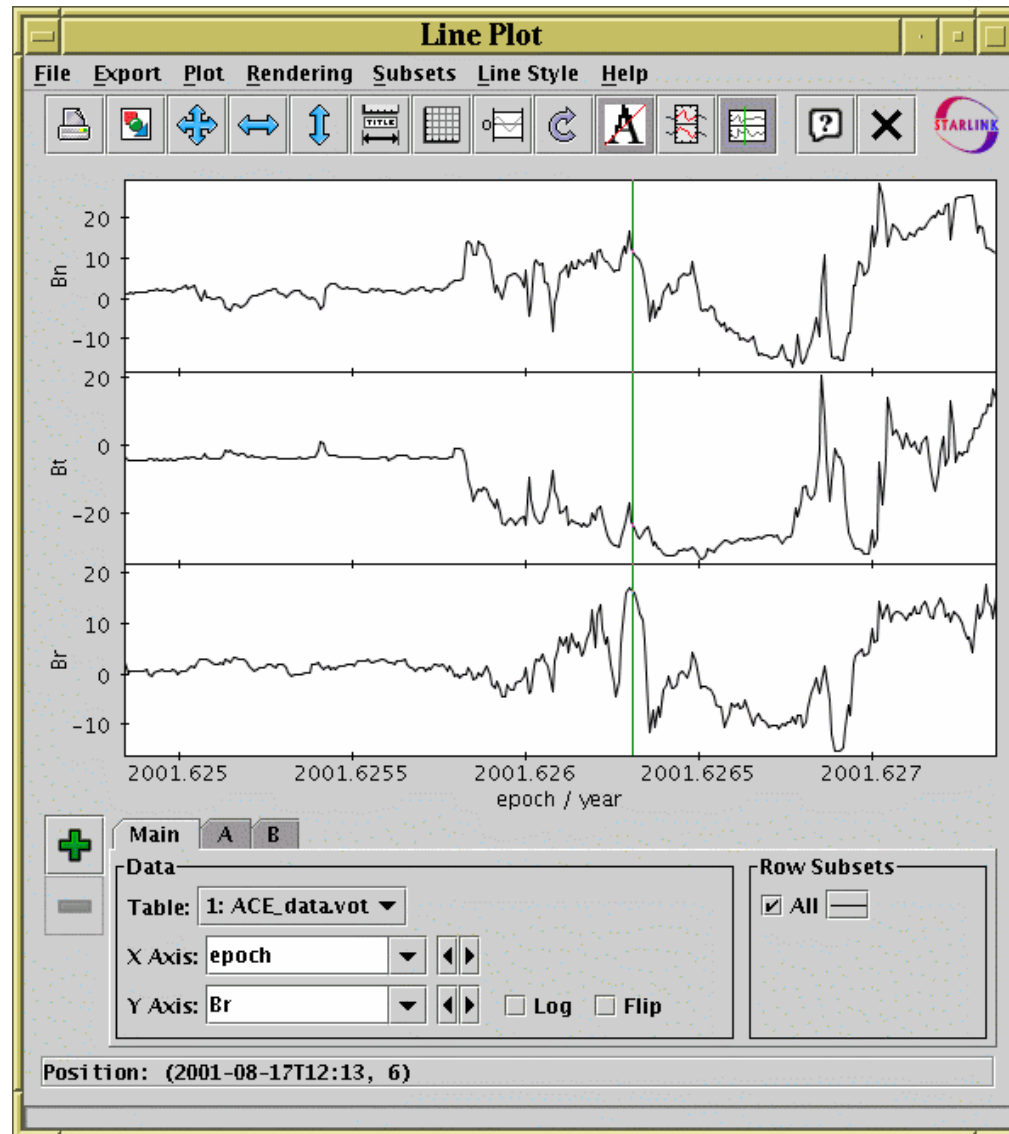 Line Plot
File Export Plot Rendering Subsets Line Style Help
TITLE
A
?
STARLINK
20
10
0
-10
Bn
20
0
-20
Bt
20
10
0
-10
Br
2001.625 2001.6255 2001.626 2001.6265 2001.627
epoch / year
Main A B
Data
Table: 1: ACE_data.vot
X Axis: epoch
Y Axis: Br Log Flip
Row Subsets
All
Position: (2001-08-17T12:13, 6)